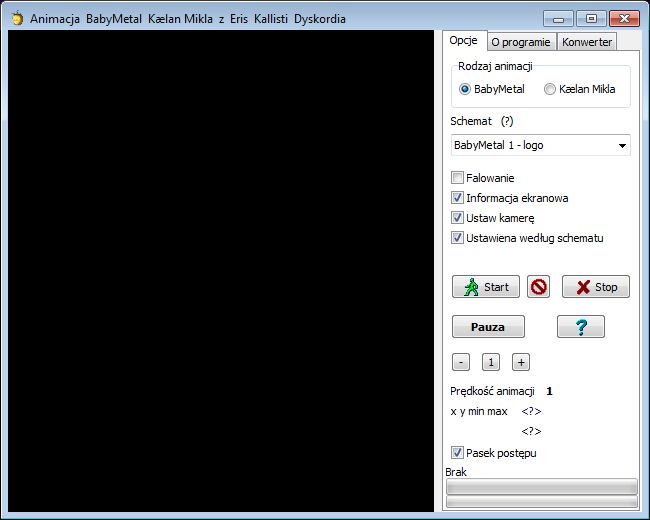 Animacja BabyMetal Kælan Mikla z Eris Kallisti Dyskordia
Opcje O programie Konwerter
Rodzaj animacji
BabyMetal Kælan Mikla
Schemat (?)
BabyMetal 1 - logo
Falowanie
Informacja ekranowa
Ustaw kamerę
Ustawiena według schematu
Start Stop
Pauza ?
- 1 +
Prędkość animacji 1
x y min max <?>
<?>
Pasek postępu
Brak